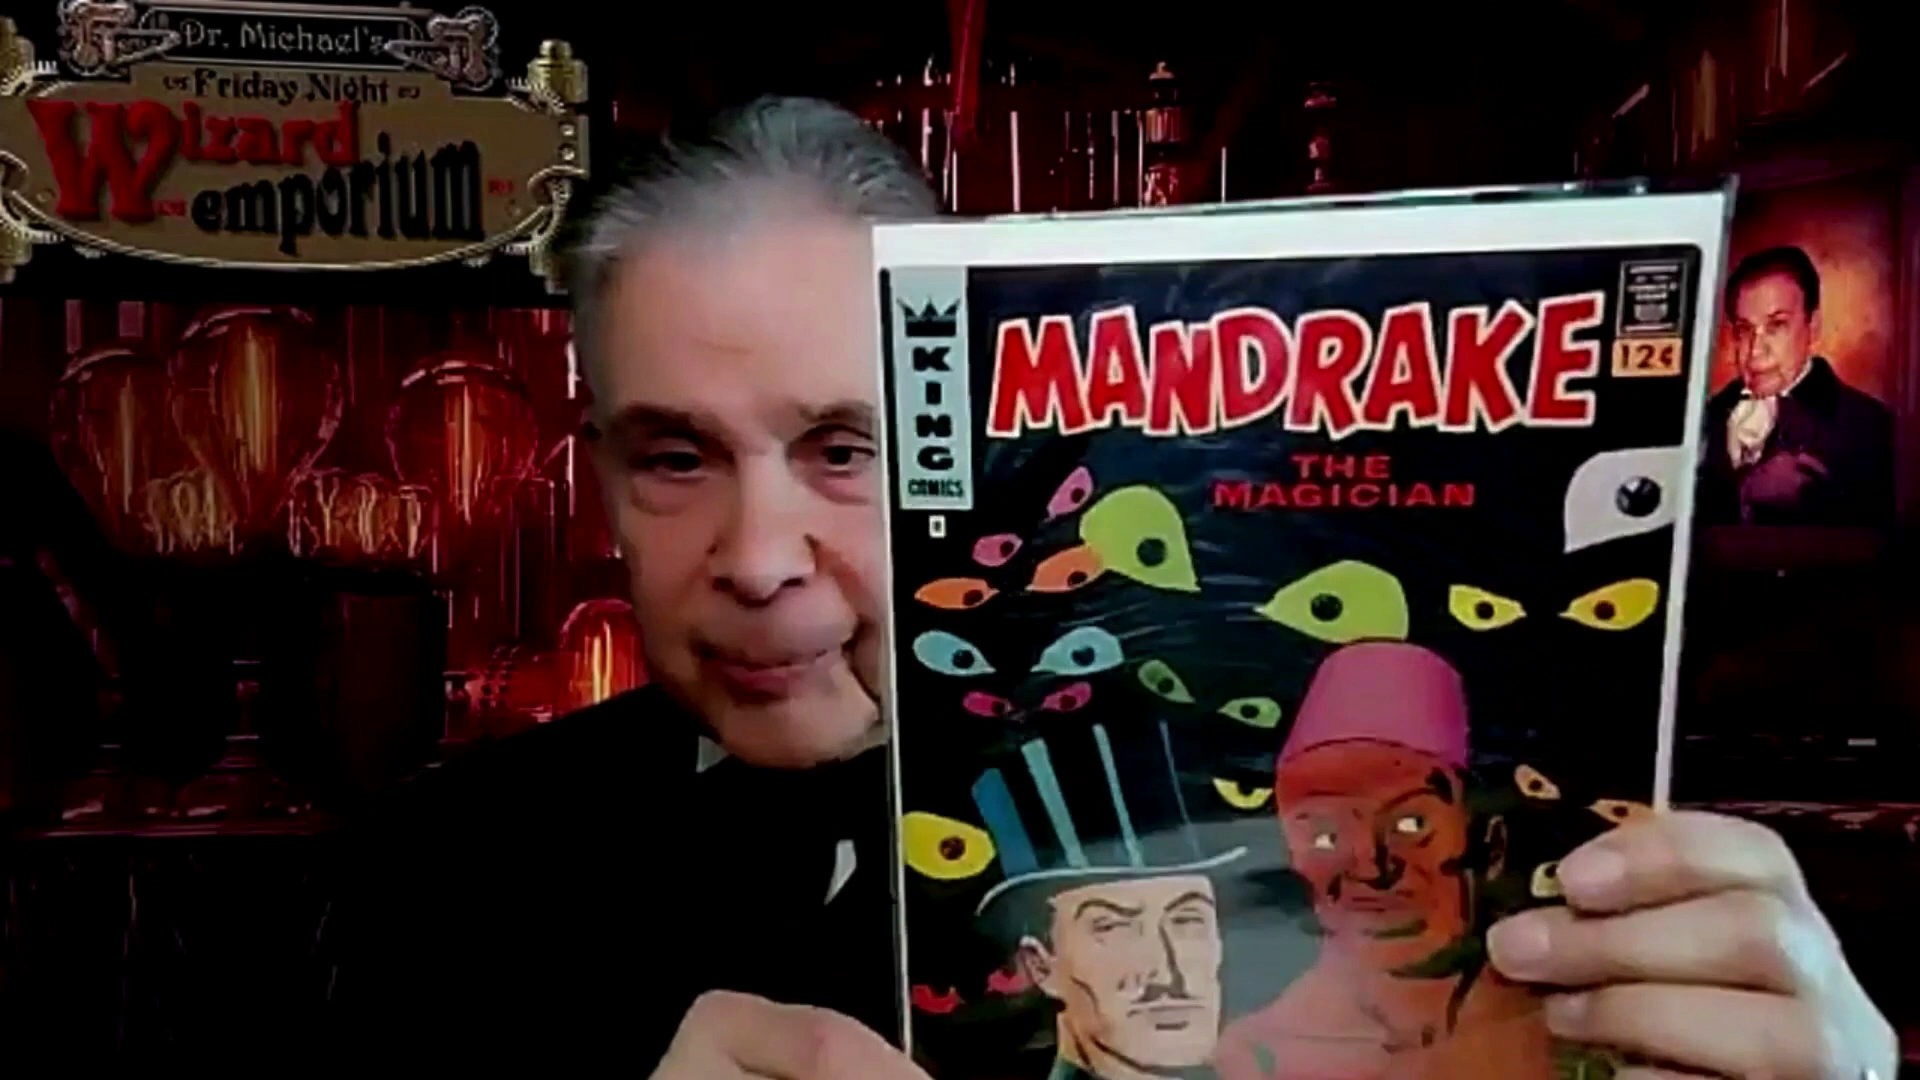 Dr. Michael's
Friday Night
Wizard
emporium
KING
COMICS
MANDRAKE
THE
MAGICIAN
12¢